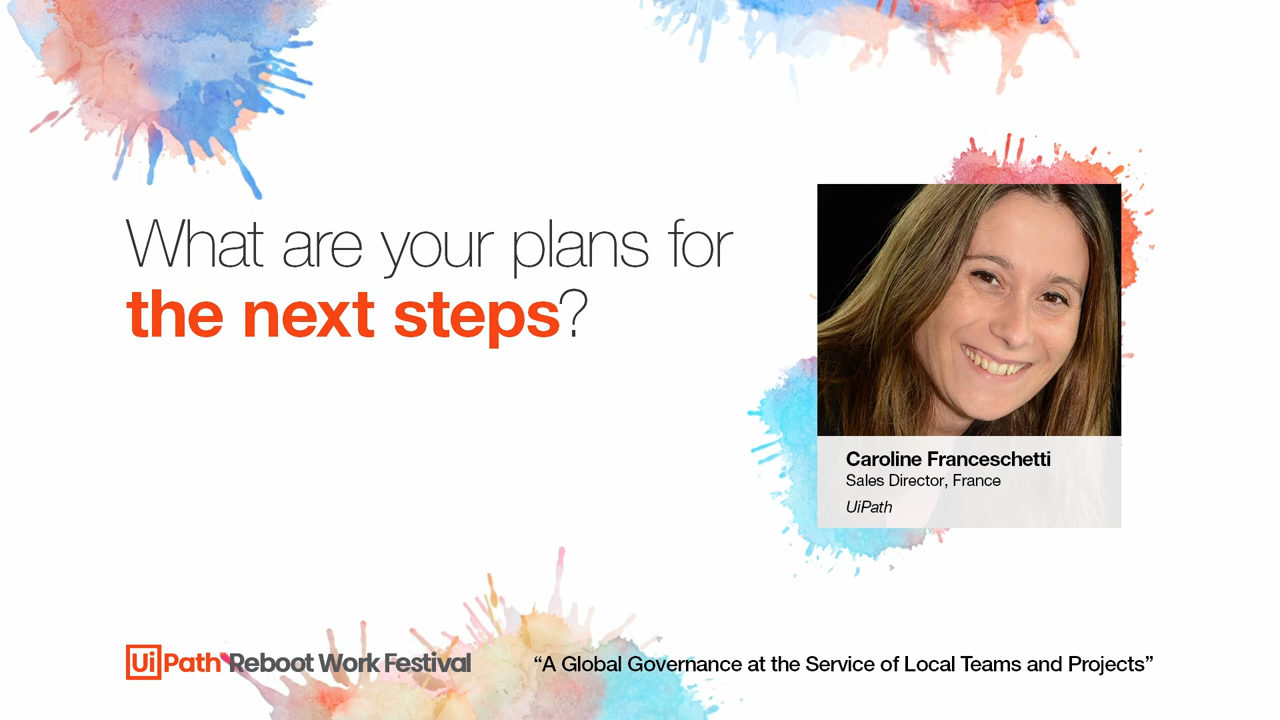 What are your plans for
the next steps?
Caroline Franceschetti
Sales Director, France
UiPath
UiPath Reboot Work Festival
“A Global Governance at the Service of Local Teams and Projects”